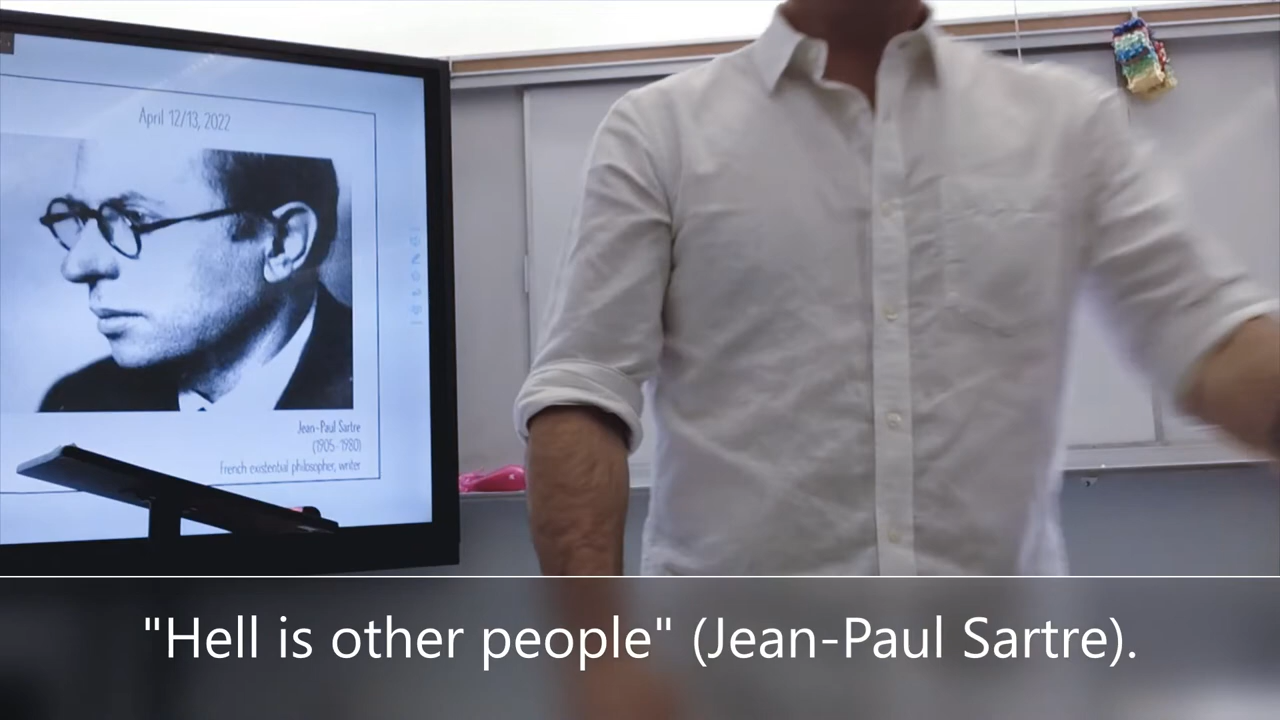 April 12/13, 2022
Jean-Paul Sartre
(1905-1980)
French existential philosopher, writer
"Hell is other people" (Jean-Paul Sartre).